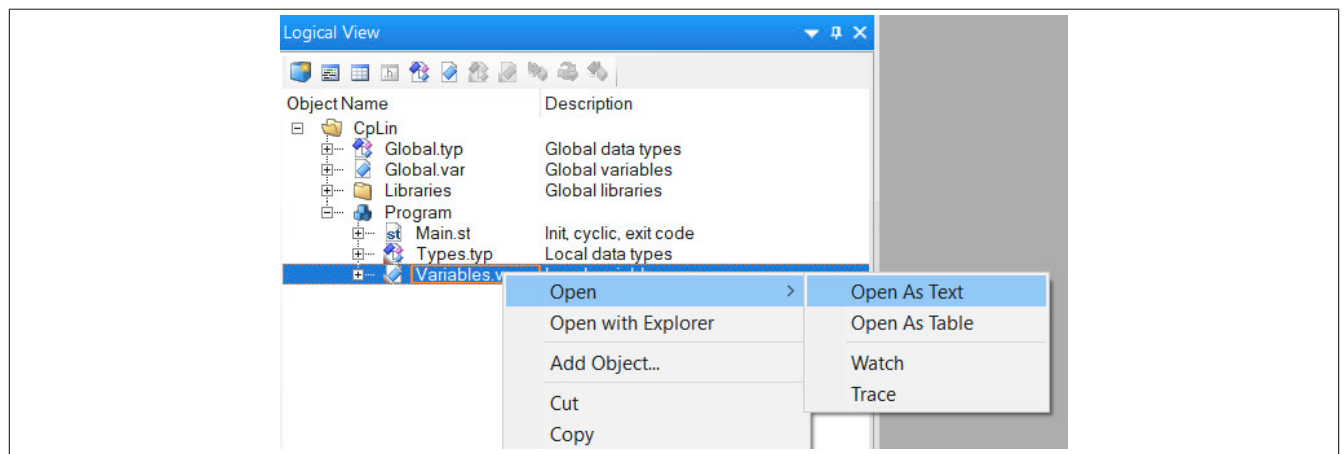 Logical View
Object Name Description
CpLin
Global.typ Global data types
Global.var Global variables
Libraries Global libraries
Program
Main.st Init, cyclic, exit code
Types.typ Local data types
Variables.v
Open Open As Text
Open with Explorer Open As Table
Add Object... Watch
Cut Trace
Copy